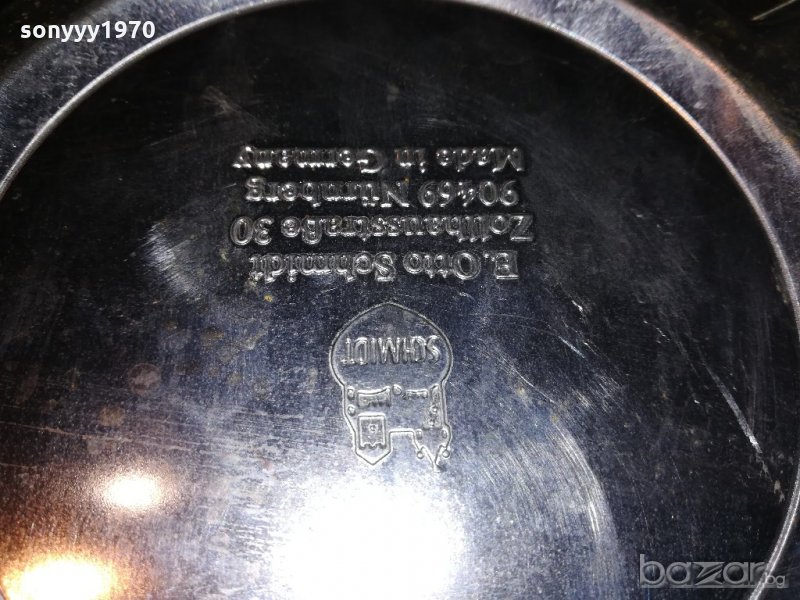 sonyyy1970
SCHMIDT
E. Otto Schmidt
Zollhausstraße 30
90469 Nürnberg
Made in Germany
bazar.bg